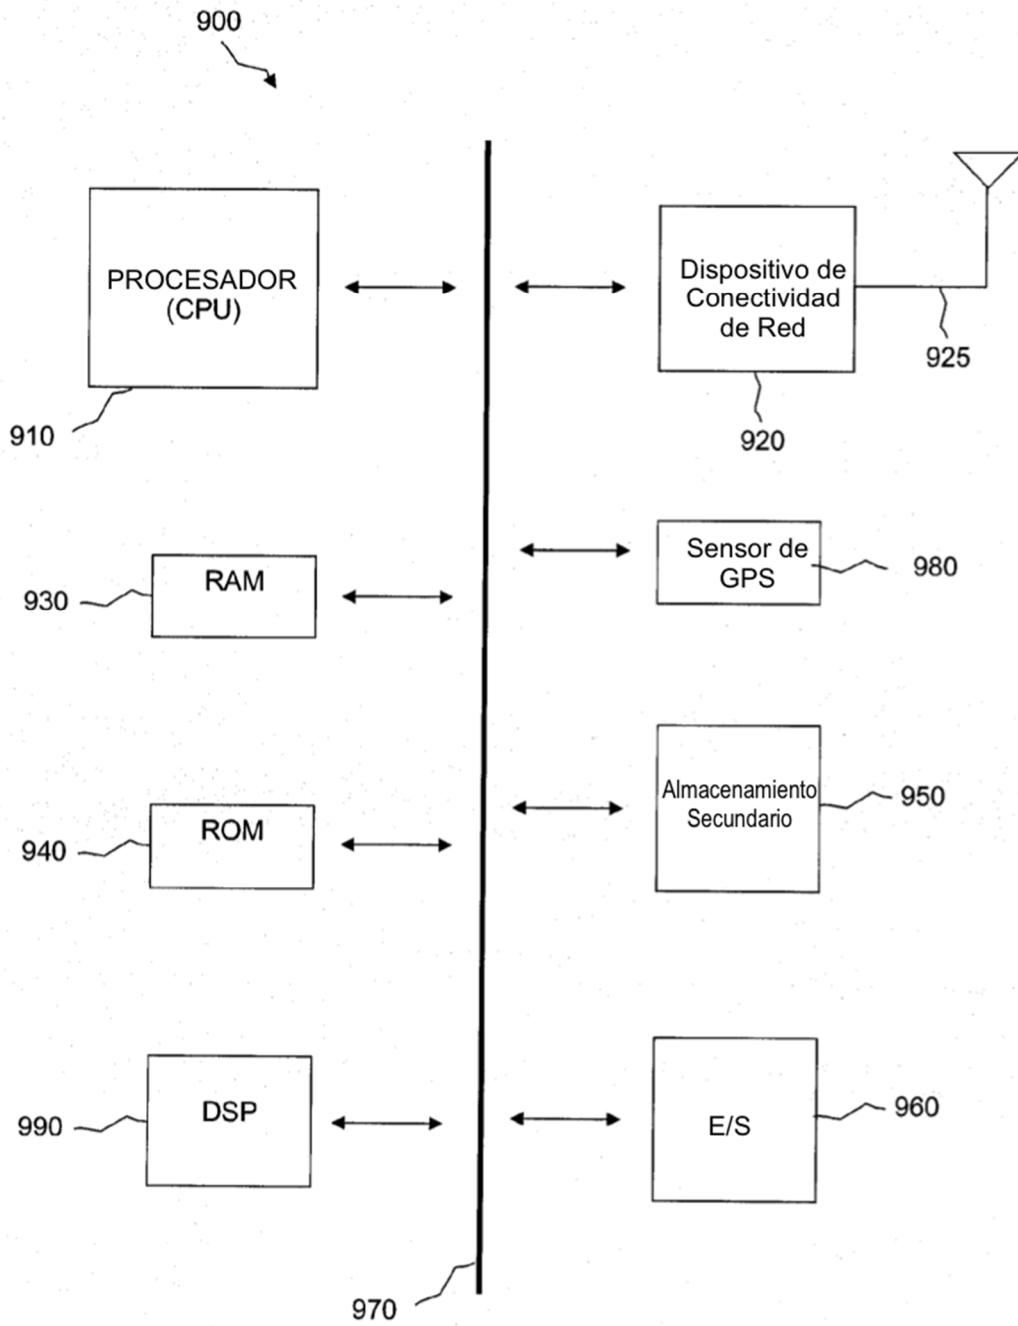 900
PROCESADOR
(CPU)
910
Dispositivo de
Conectividad
de Red
925
920
RAM
930
Sensor de
GPS
980
ROM
940
Almacenamiento
Secundario
950
DSP
990
E/S
960
970